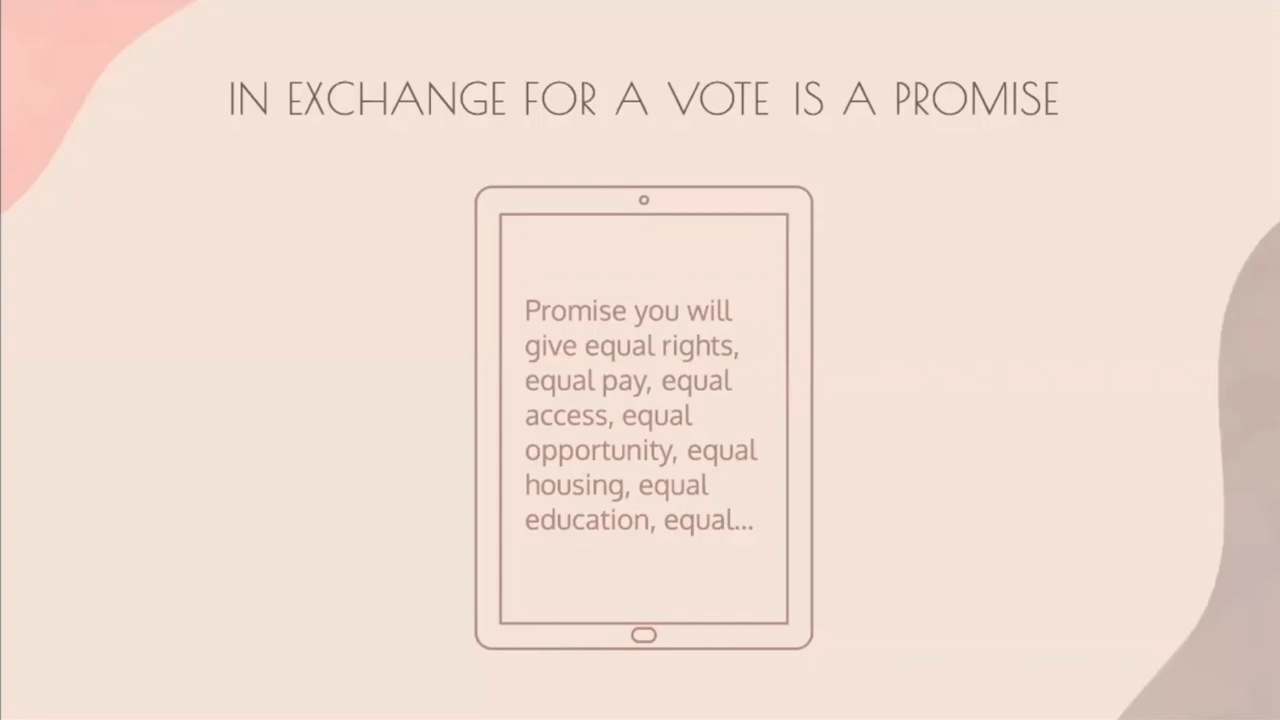 IN EXCHANGE FOR A VOTE IS A PROMISE
Promise you will
give equal rights,
equal pay, equal
access, equal
opportunity, equal
housing, equal
education, equal...